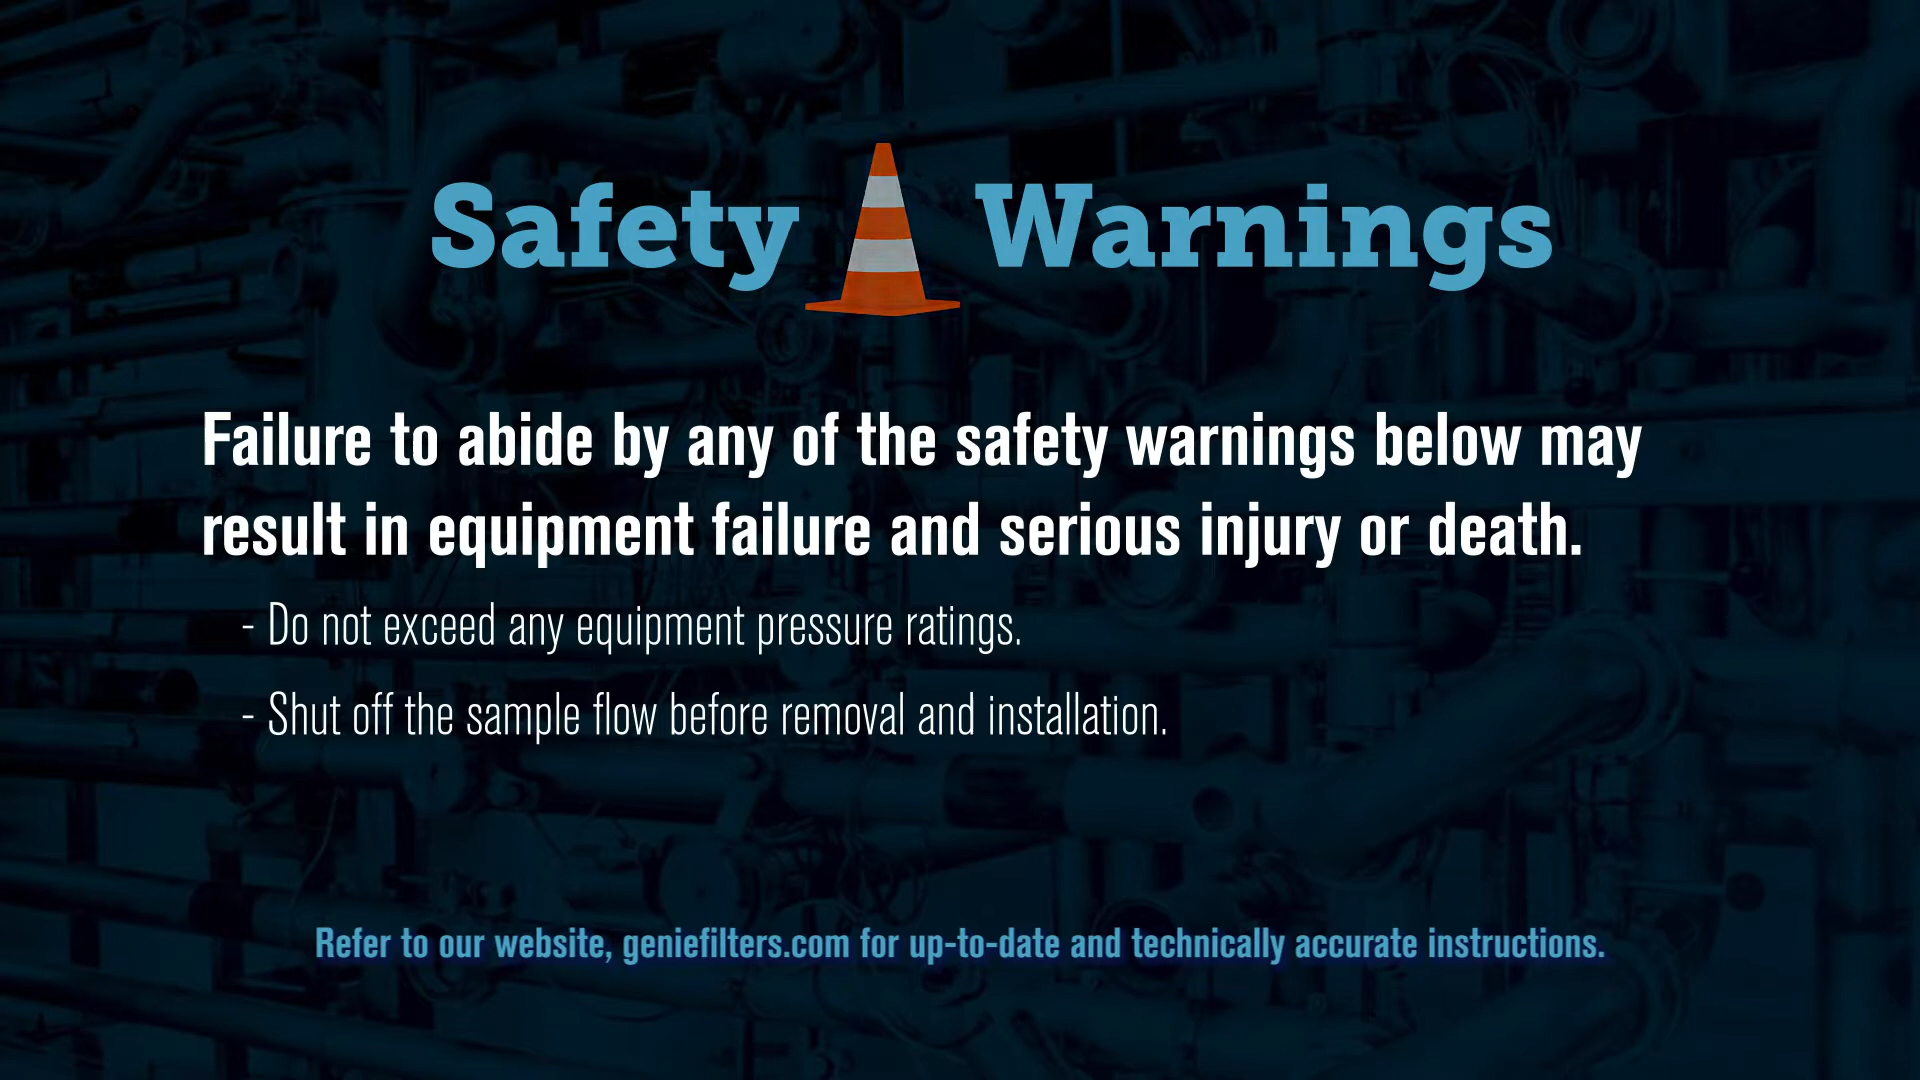 Safety Warnings
Failure to abide by any of the safety warnings below may
result in equipment failure and serious injury or death.
- Do not exceed any equipment pressure ratings.
- Shut off the sample flow before removal and installation.
Refer to our website, geniefilters.com for up-to-date and technically accurate instructions.